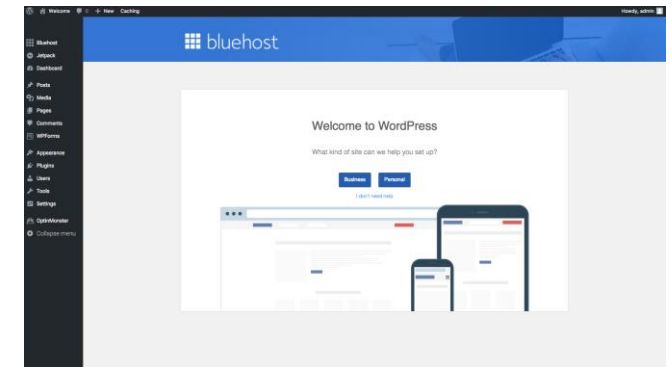 Welcome 0 + New Caching
Howdy, admin
bluehost
Bluehost
Jetpack
Dashboard
Posts
Media
Pages
Comments
WPForms
Appearance
Plugins
Users
Tools
Settings
OptinMonster
Collapse menu
Welcome to WordPress
What kind of site can we help you set up?
Business Personal
I don't need help